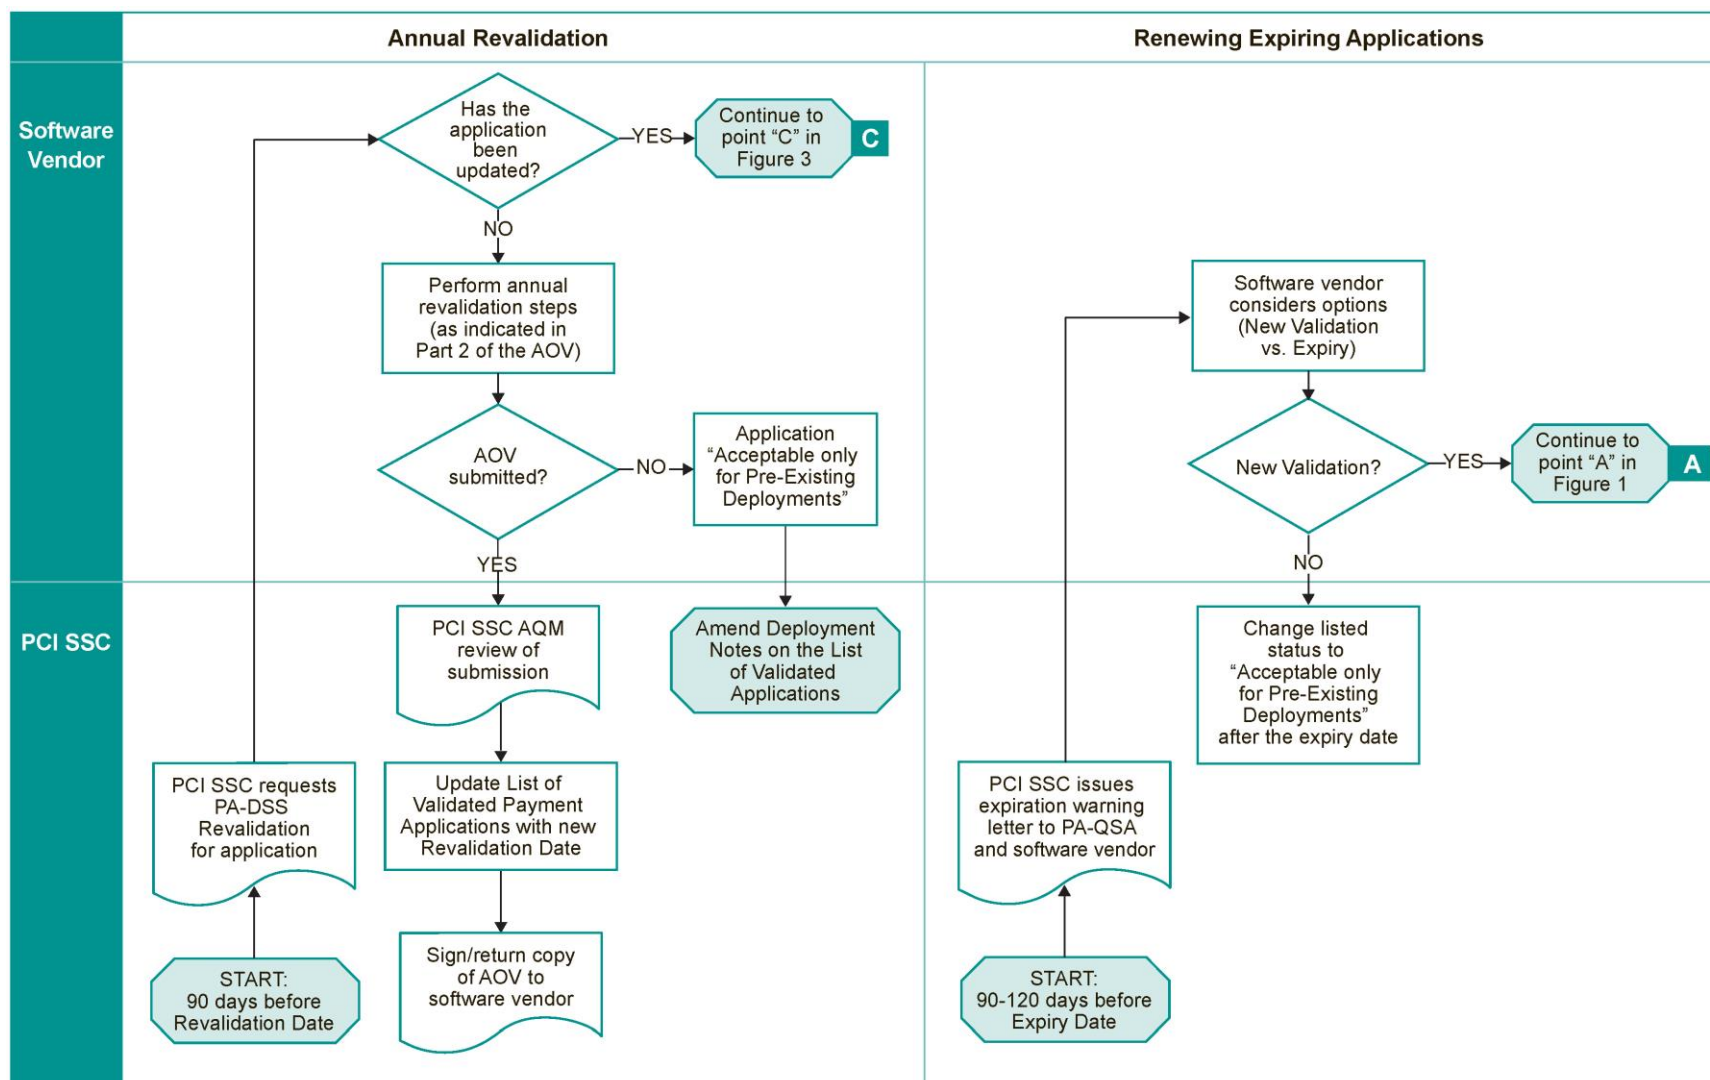 Annual Revalidation
Renewing Expiring Applications
Software
Vendor
Has the
application
been
updated?
YES
Continue to
point “C” in
Figure 3
C
NO
Perform annual
revalidation steps
(as indicated in
Part 2 of the AOV)
AOV
submitted?
NO
Application
“Acceptable only
for Pre-Existing
Deployments”
YES
Software vendor
considers options
(New Validation
vs. Expiry)
New Validation?
YES
Continue to
point “A” in
Figure 1
A
NO
PCI SSC
PCI SSC AQM
review of
submission
Amend Deployment
Notes on the List
of Validated
Applications
PCI SSC requests
PA-DSS
Revalidation
for application
Update List of
Validated Payment
Applications with new
Revalidation Date
START:
90 days before
Revalidation Date
Sign/return copy
of AOV to
software vendor
Change listed
status to
“Acceptable only
for Pre-Existing
Deployments”
after the expiry date
PCI SSC issues
expiration warning
letter to PA-QSA
and software vendor
START:
90-120 days before
Expiry Date